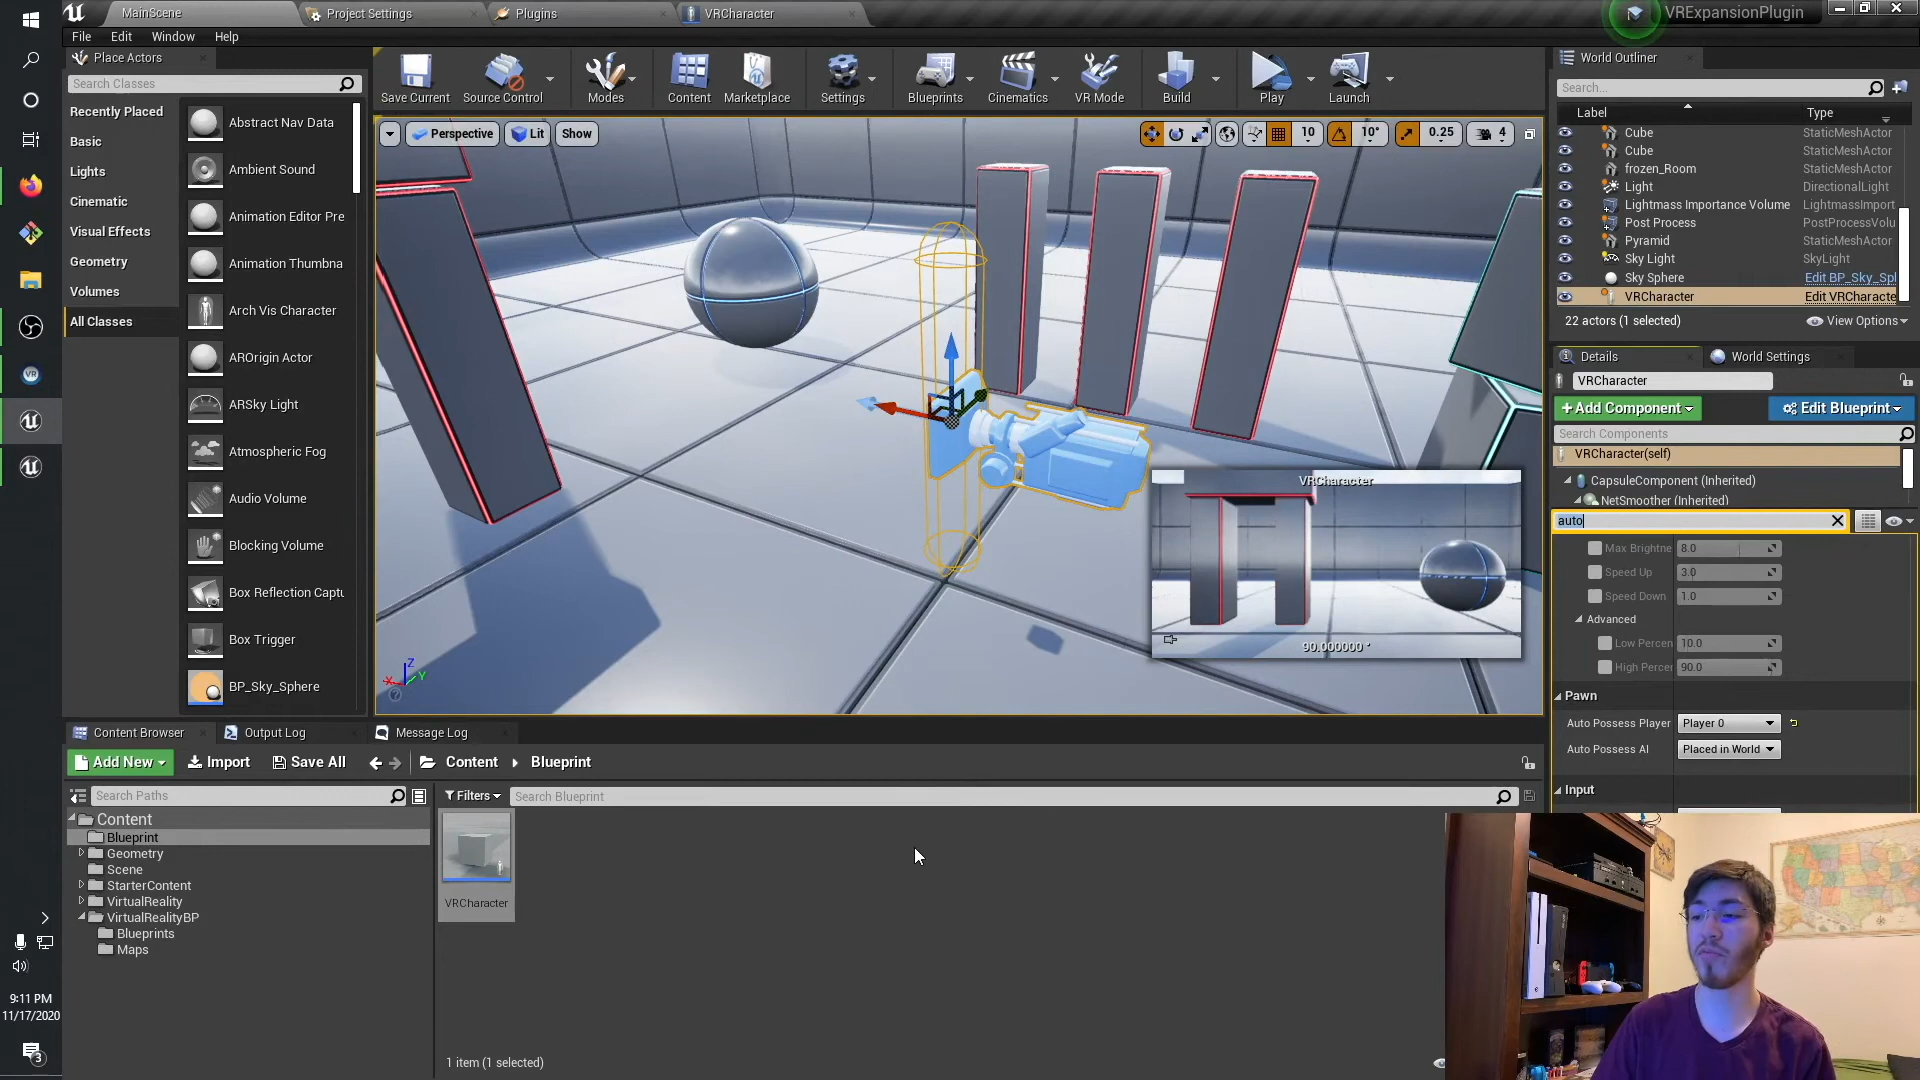 MainScene
Project Settings
Plugins
VRCharacter
VRExpansionPlugin
File Edit Window Help
Place Actors
Search Classes
Recently Placed
Basic
Lights
Cinematic
Visual Effects
Geometry
Volumes
All Classes
Abstract Nav Data
Ambient Sound
Animation Editor Pre
Animation Thumbna
Arch Vis Character
AROrigin Actor
ARSky Light
Atmospheric Fog
Audio Volume
Blocking Volume
Box Reflection Captu
Box Trigger
BP_Sky_Sphere
Save Current
Source Control
Modes
Content
Marketplace
Settings
Blueprints
Cinematics
VR Mode
Build
Play
Launch
Perspective Lit Show
10 10° 0.25 4
VRCharacter
90.000000 °
Z
X Y
World Outliner
Search...
Label Type
Cube StaticMeshActor
Cube StaticMeshActor
frozen_Room StaticMeshActor
Light DirectionalLight
Lightmass Importance Volume LightmassImport
Post Process PostProcessVolu
Pyramid StaticMeshActor
Sky Light SkyLight
Sky Sphere Edit BP_Sky_Spl
VRCharacter Edit VRCharacte
22 actors (1 selected) View Options
Details
World Settings
VRCharacter
+Add Component
Edit Blueprint
Search Components
VRCharacter(self)
CapsuleComponent (Inherited)
NetSmoother (Inherited)
auto
Max Brightne 8.0
Speed Up 3.0
Speed Down 1.0
Advanced
Low Percen 10.0
High Percer 90.0
Pawn
Auto Possess Player Player 0
Auto Possess AI Placed in World
Input
Content Browser
Output Log
Message Log
Add New Import Save All Content Blueprint
Search Paths
Filters
Search Blueprint
Content
Blueprint
Geometry
Scene
StarterContent
VirtualReality
VirtualRealityBP
Blueprints
Maps
VRCharacter
1 item (1 selected)
VR
9:11 PM
11/17/2020
3